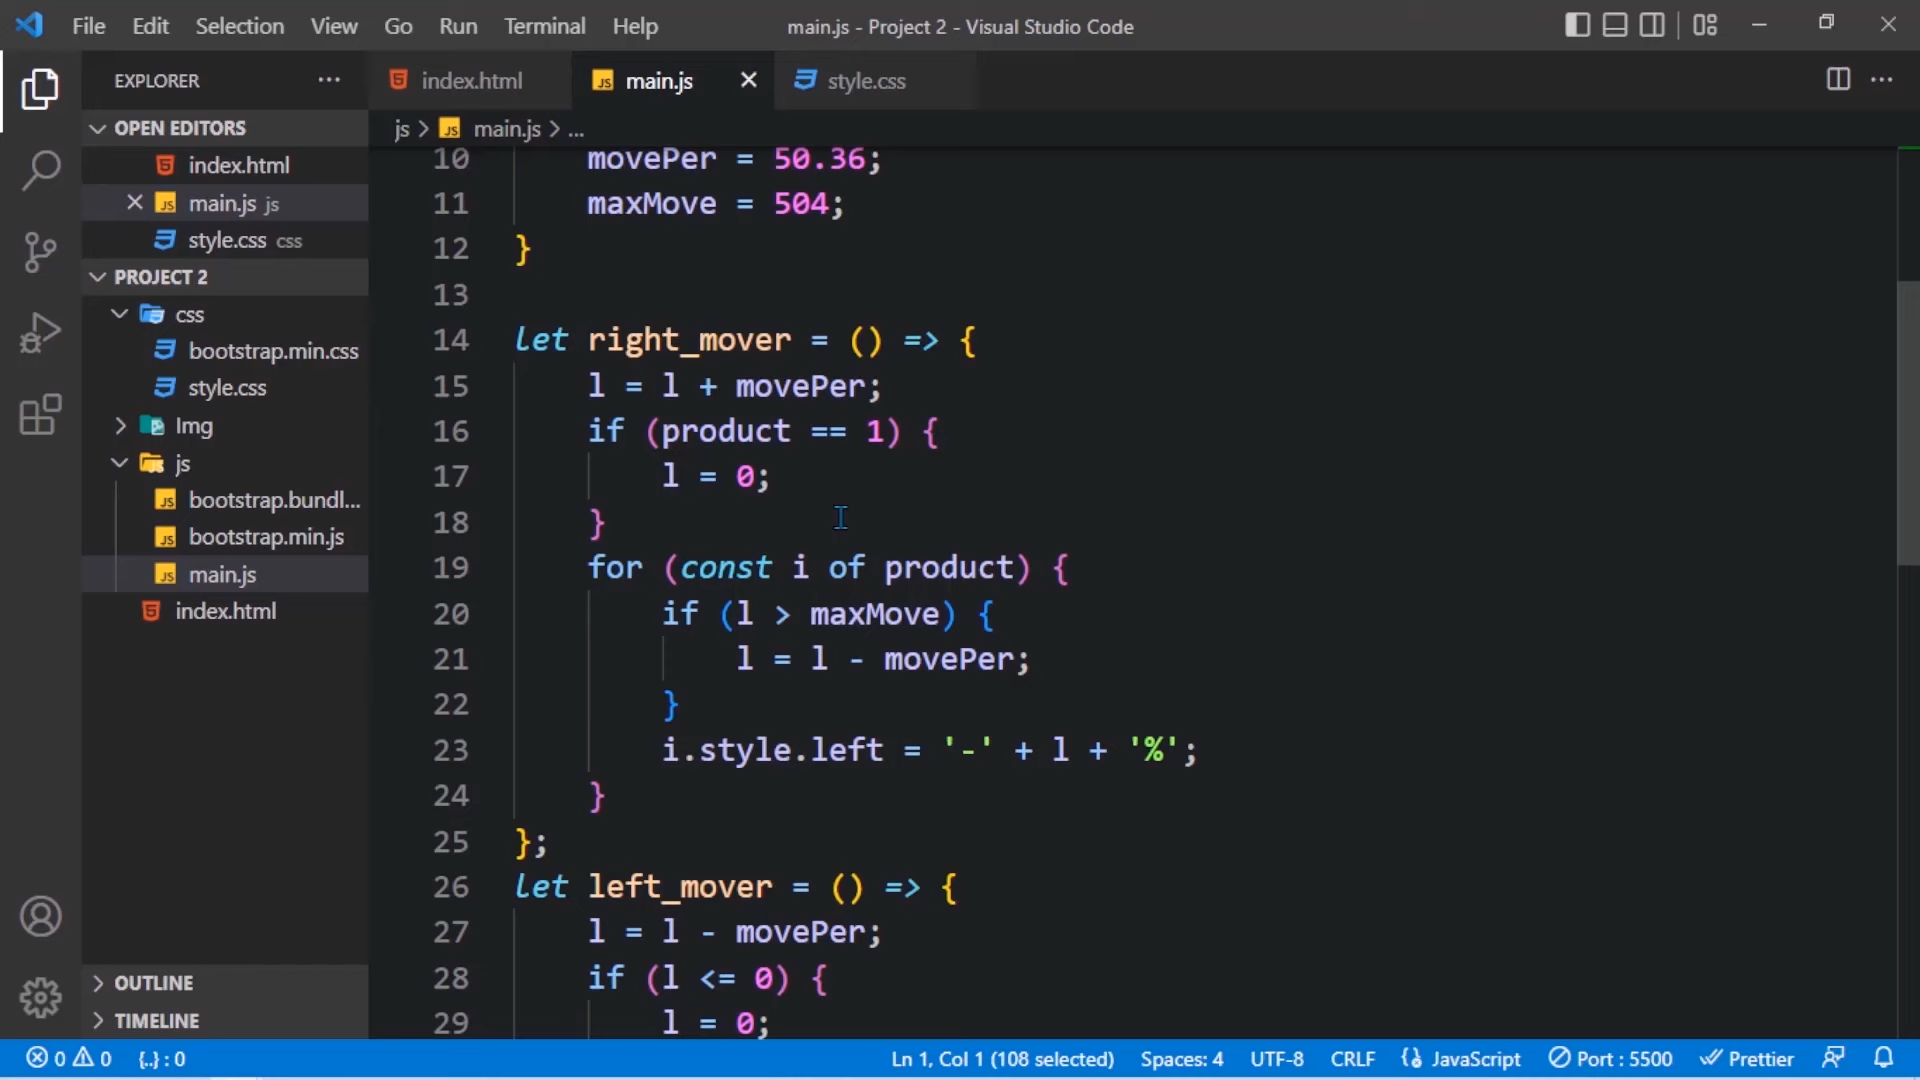 File Edit Selection View Go Run Terminal Help main.js - Project 2 - Visual Studio Code
EXPLORER
OPEN EDITORS
index.html
main.js js
style.css css
PROJECT 2
css
bootstrap.min.css
style.css
Img
js
bootstrap.bundl...
bootstrap.min.js
main.js
index.html
OUTLINE
TIMELINE
index.html main.js style.css
js > JS main.js > ...
10 movePer = 50.36;
11 maxMove = 504;
12 }
13
14 let right_mover = () => {
15 l = l + movePer;
16 if (product == 1) {
17 l = 0;
18 }
19 for (const i of product) {
20 if (l > maxMove) {
21 l = l - movePer;
22 }
23 i.style.left = '-' + l + '%';
24 }
25 };
26 let left_mover = () => {
27 l = l - movePer;
28 if (l <= 0) {
29 l = 0;
0 0 {..} : 0 Ln 1, Col 1 (108 selected) Spaces: 4 UTF-8 CRLF JavaScript Port : 5500 Prettier